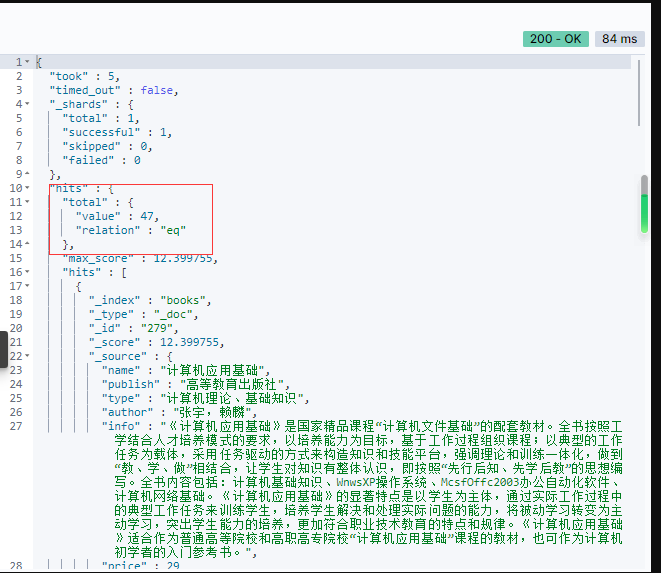 200 - OK 84 ms
1 {
2 "took" : 5,
3 "timed_out" : false,
4 "_shards" : {
5 "total" : 1,
6 "successful" : 1,
7 "skipped" : 0,
8 "failed" : 0
9 },
10 "hits" : {
11 "total" : {
12 "value" : 47,
13 "relation" : "eq"
14 },
15 "max_score" : 12.399755,
16 "hits" : [
17 {
18 "_index" : "books",
19 "_type" : "_doc",
20 "_id" : "279",
21 "_score" : 12.399755,
22 "_source" : {
23 "name" : "计算机应用基础",
24 "publish" : "高等教育出版社",
25 "type" : "计算机理论、基础知识",
26 "author" : "张宇，赖麟",
27 "info" : "《计算机应用基础》是国家精品课程“计算机文件基础”的配套教材。全书按照工
学结合人才培养模式的要求，以培养能力为目标，基于工作过程组织课程；以典型的工作
任务为载体，采用任务驱动的方式来构造知识和技能平台，强调理论和训练一体化，做到
“教、学、做”相结合，让学生对知识有整体认识，即按照“先行后知、先学后教”的思想编
写。全书内容包括：计算机基础知识、WnwsXP操作系统、McsfOffc2003办公自动化软件、
计算机网络基础。《计算机应用基础》的显著特点是以学生为主体，通过实际工作过程中
的典型工作任务来训练学生，培养学生解决和处理实际问题的能力，将被动学习转变为主
动学习，突出学生能力的培养，更加符合职业技术教育的特点和规律。《计算机应用基础
》适合作为普通高等院校和高职高专院校“计算机应用基础”课程的教材，也可作为计算机
初学者的入门参考书。",
28 "price" : 29